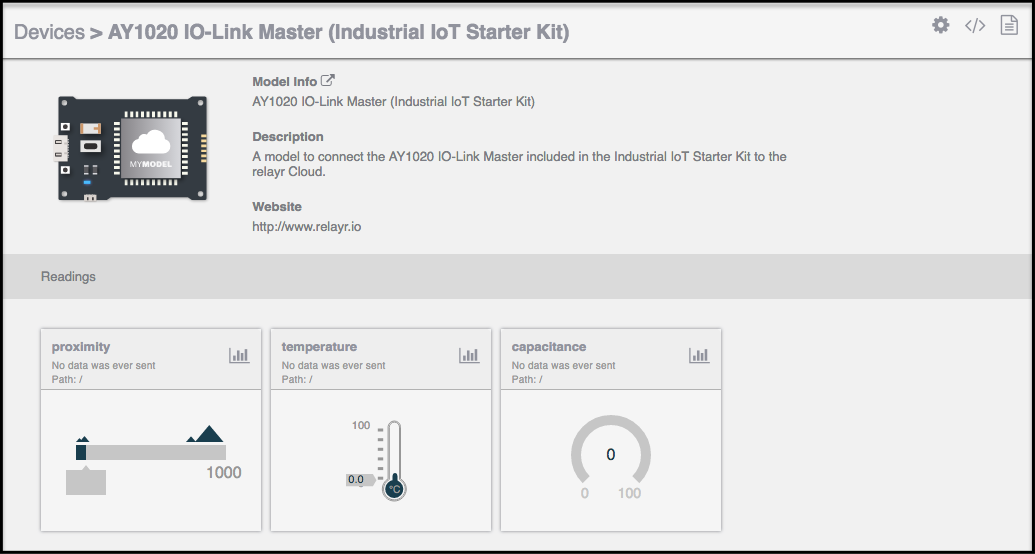 Devices > AY1020 IO-Link Master (Industrial IoT Starter Kit)
</>
Model Info
AY1020 IO-Link Master (Industrial IoT Starter Kit)
Description
A model to connect the AY1020 IO-Link Master included in the Industrial IoT Starter Kit to the
relayr Cloud.
Website
http://www.relayr.io
MYMODEL
Readings
proximity
No data was ever sent
Path: /
1000
temperature
No data was ever sent
Path: /
100
0.0
°C
capacitance
No data was ever sent
Path: /
0
0 100